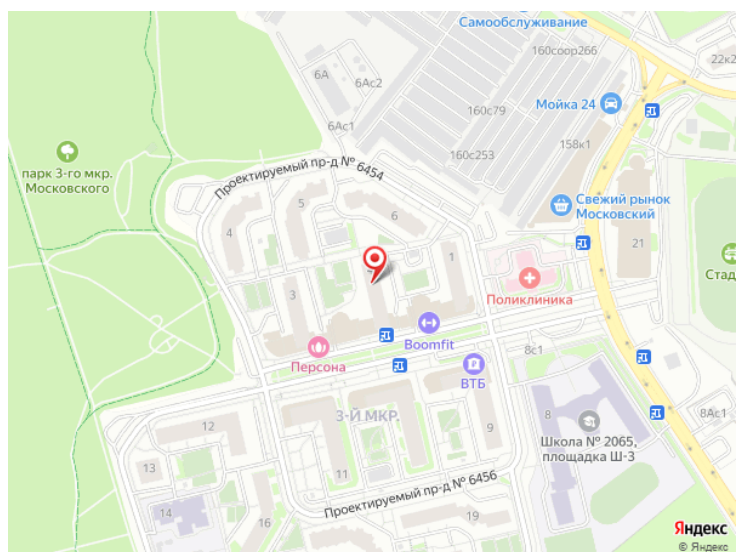 Самообслуживание
160соор266
22к2
6А
6Ас2
160с79
Мойка 24
6Ас1
158к1
160с253
парк 3-го мкр.
Московского
Проектируемый пр-д № 6454
5
6
4
Свежий рынок
Московский
21
1
Стад
3
Поликлиника
Boomfit
Персона
8с1
ВТБ
3-Й МКР.
8
8Ас1
12
9
Школа № 2065,
площадка Ш-3
13
11
Проектируемый пр-д № 6456
14
16
19
Яндекс
© Яндекс